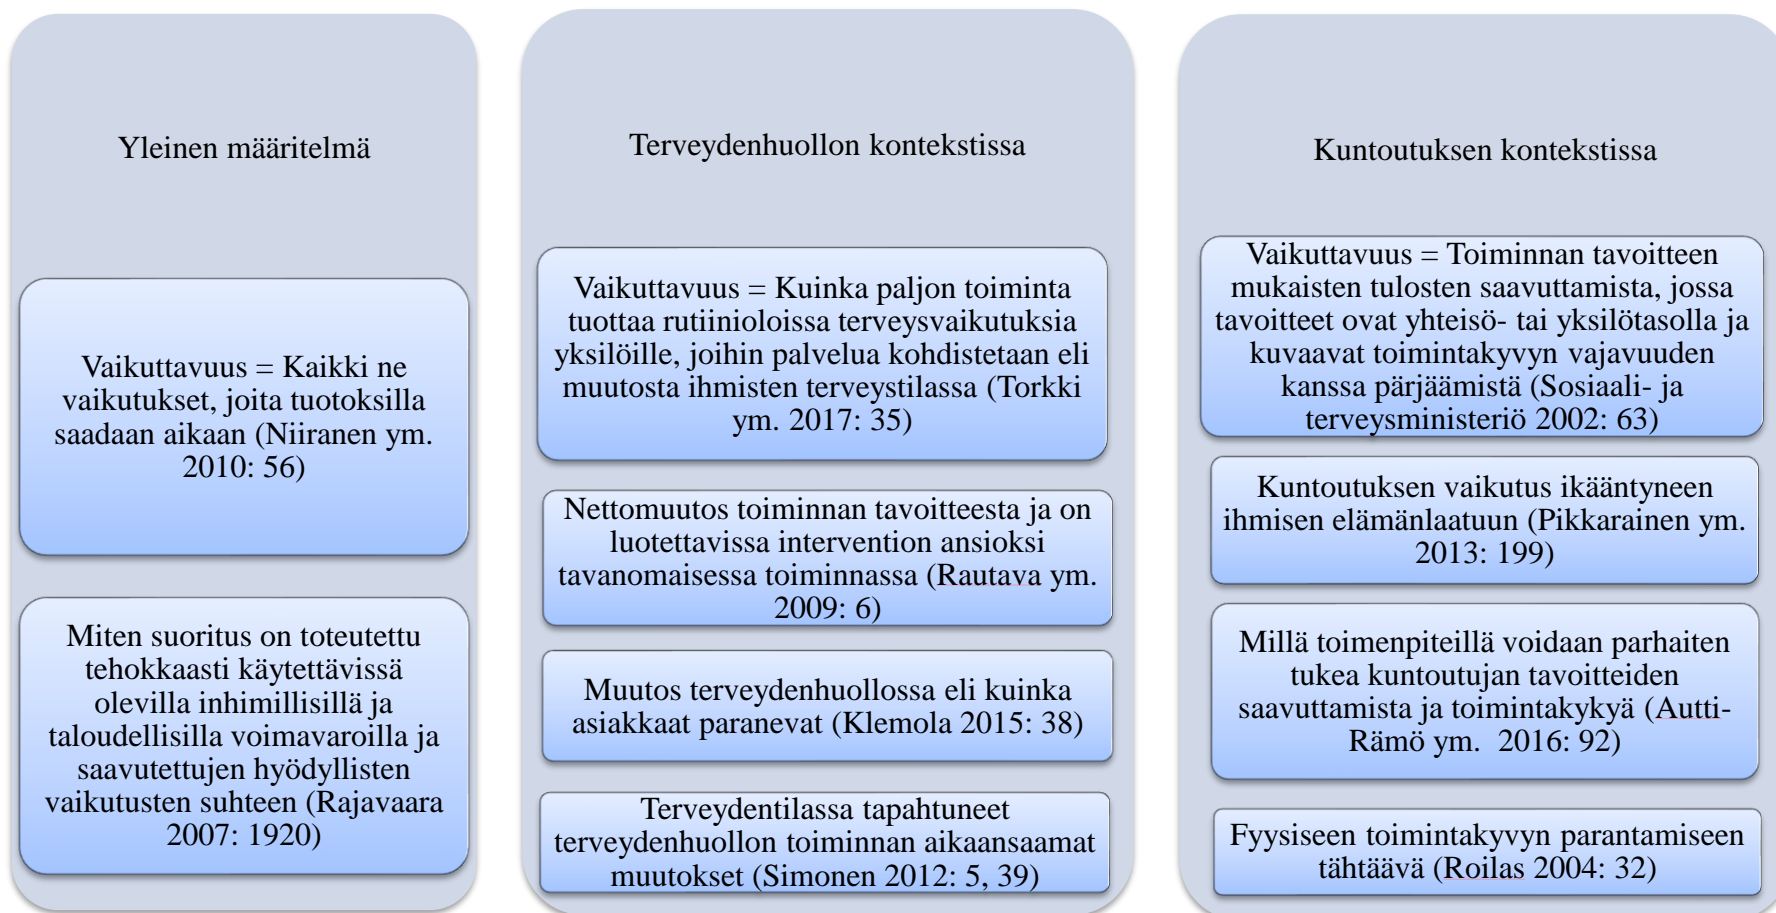 Yleinen määritelmä
Vaikuttavuus = Kaikki ne
vaikutukset, joita tuotoksilla
saadaan aikaan (Niiranen ym.
2010: 56)
Miten suoritus on toteutettu
tehokkaasti käytettävissä
olevilla inhimillisillä ja
taloudellisilla voimavaroilla ja
saavutettujen hyödyllisten
vaikutusten suhteen (Rajavaara
2007: 1920)
Terveydenhuollon kontekstissa
Vaikuttavuus = Kuinka paljon toiminta
tuottaa rutiinioloissa terveysvaikutuksia
yksilöille, joihin palvelua kohdistetaan eli
muutosta ihmisten terveystilassa (Torkki
ym. 2017: 35)
Nettomuutos toiminnan tavoitteesta ja on
luotettavissa intervention ansioksi
tavanomaisessa toiminnassa (Rautava ym.
2009: 6)
Muutos terveydenhuollossa eli kuinka
asiakkaat paranevat (Klemola 2015: 38)
Terveydentilassa tapahtuneet
terveydenhuollon toiminnan aikaansaamat
muutokset (Simonen 2012: 5, 39)
Kuntoutuksen kontekstissa
Vaikuttavuus = Toiminnan tavoitteen
mukaisten tulosten saavuttamista, jossa
tavoitteet ovat yhteisö- tai yksilötasolla ja
kuvaavat toimintakyvyn vajavuuden
kanssa pärjäämistä (Sosiaali- ja
terveysministeriö 2002: 63)
Kuntoutuksen vaikutus ikääntyneen
ihmisen elämänlaatuun (Pikkarainen ym.
2013: 199)
Millä toimenpiteillä voidaan parhaiten
tukea kuntoutujan tavoitteiden
saavuttamista ja toimintakykyä (Autti-
Rämö ym. 2016: 92)
Fyysiseen toimintakyvyn parantamiseen
tähtäävä (Roilas 2004: 32)